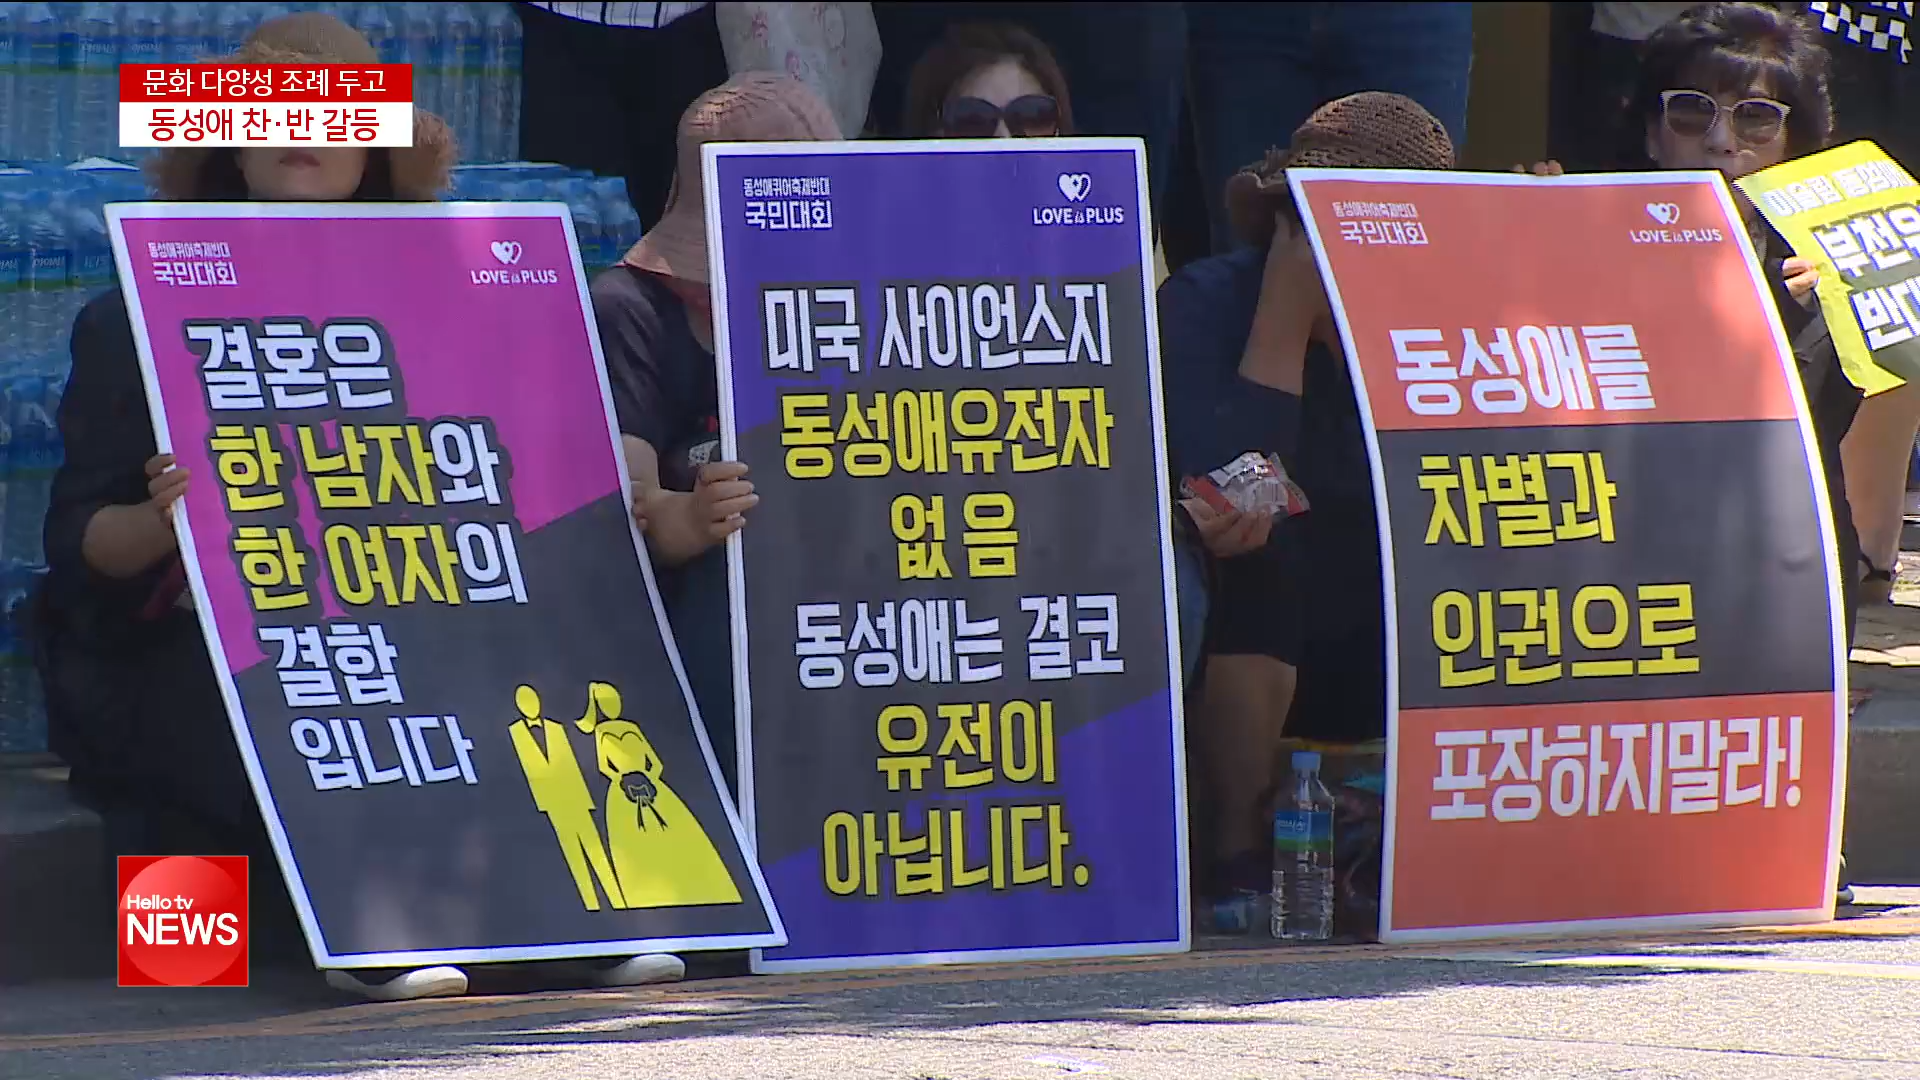 문화 다양성 조례 두고
동성애 찬·반 갈등
동성애퀴어축제반대
국민대회
LOVE is PLUS
결혼은
한 남자와
한 여자의
결합
입니다
동성애퀴어축제반대
국민대회
LOVE is PLUS
미국 사이언스지
동성애유전자
없음
동성애는 결코
유전이
아닙니다.
동성애퀴어축제반대
국민대회
LOVE is PLUS
동성애를
차별과
인권으로
포장하지말라!
Hello tv
NEWS